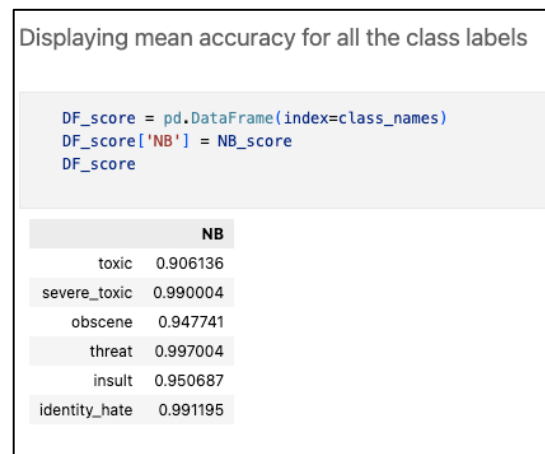 Displaying mean accuracy for all the class labels
DF_score = pd.DataFrame(index=class_names)
DF_score['NB'] = NB_score
DF_score
NB
toxic 0.906136
severe_toxic 0.990004
obscene 0.947741
threat 0.997004
insult 0.950687
identity_hate 0.991195